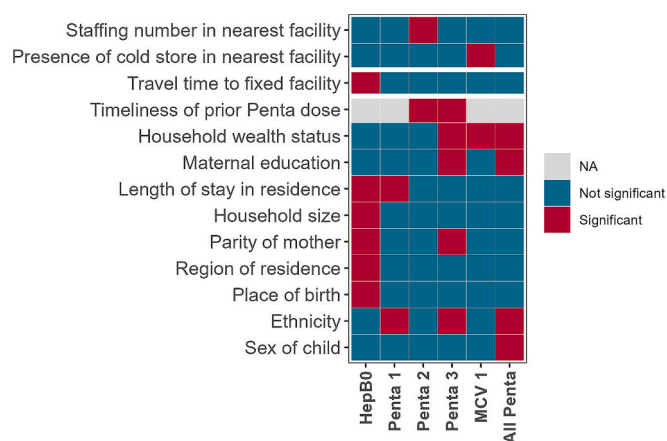 Staffing number in nearest facility
Presence of cold store in nearest facility
Travel time to fixed facility
Timeliness of prior Penta dose
Household wealth status
Maternal education
Length of stay in residence
Household size
Parity of mother
Region of residence
Place of birth
Ethnicity
Sex of child
NA
Not significant
Significant
HepB0
Penta 1
Penta 2
Penta 3
MCV 1
All Penta